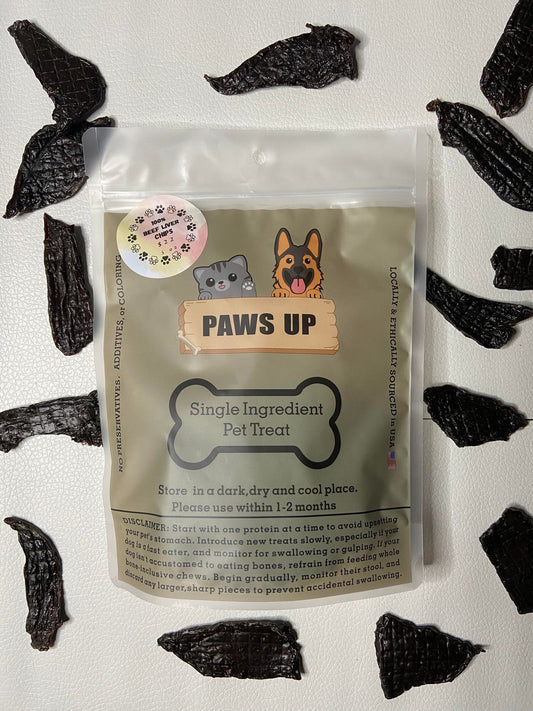 100%
BEEF LIVER
CHIPS
$22
NO PRESERVATIVES. ADDITIVES, or COLORING
LOCALLY & ETHICALLY SOURCED in USA
PAWS UP
Single Ingredient
Pet Treat
Store in a dark,dry and cool place.
Please use within 1-2 months
DISCLAIMER: Start with one protein at a time to avoid upsetting
your pet's stomach. Introduce new treats slowly, especially if your
dog is a fast eater, and monitor for swallowing or gulping. If your
dog isn't accustomed to eating bones, refrain from feeding whole
bone-inclusive chews. Begin gradually, monitor their stool, and
discard any larger,sharp pieces to prevent accidental swallowing.